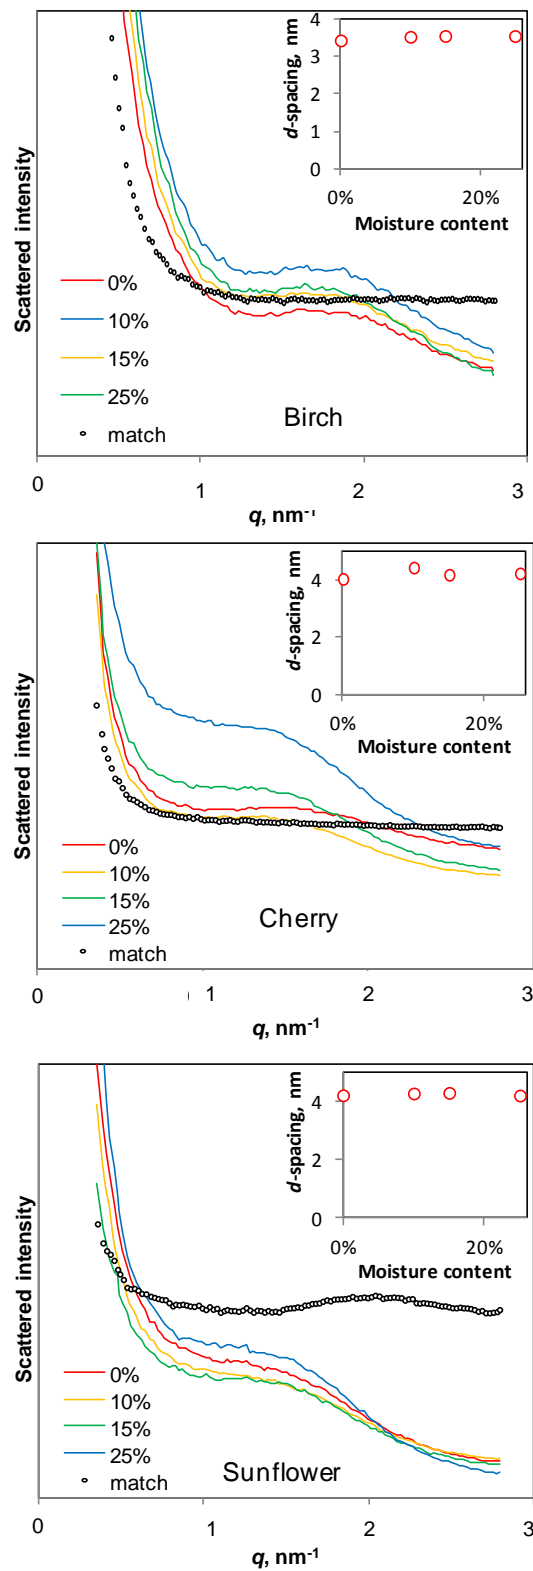 4
3
2
1
0
0%
20%
d-spacing, nm
Moisture content
Scattered intensity
0%
10%
15%
25%
match
Birch
0
1
2
3
q, nm⁻¹
4
2
0
0%
20%
d-spacing, nm
Moisture content
Scattered intensity
0%
10%
15%
25%
match
Cherry
0
1
2
3
q, nm⁻¹
4
2
0
0%
20%
d-spacing, nm
Moisture content
Scattered intensity
0%
10%
15%
25%
match
Sunflower
0
1
2
3
q, nm⁻¹